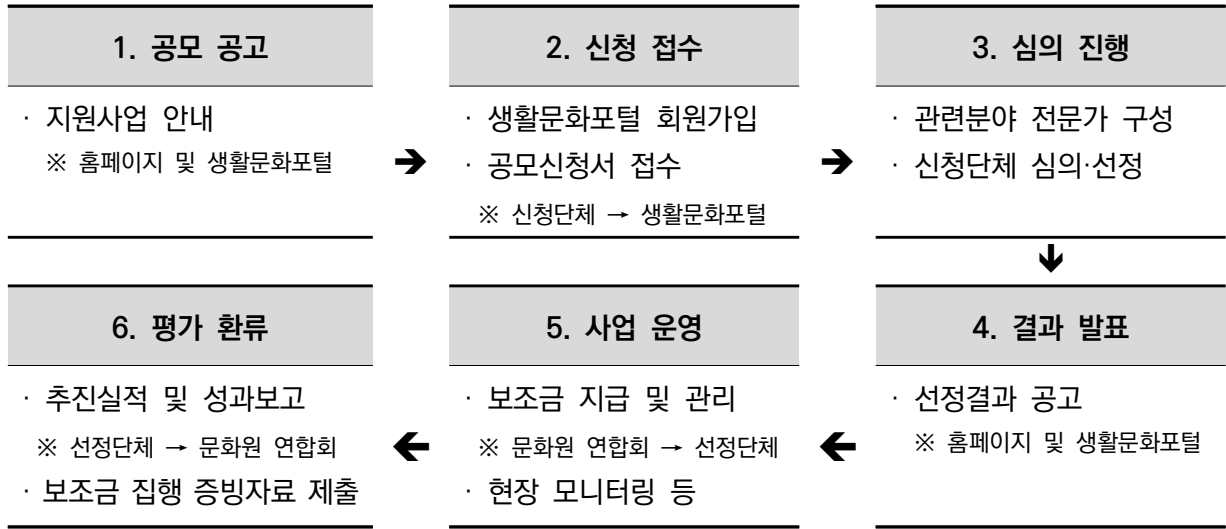 1. 공모 공고
· 지원사업 안내
※ 홈페이지 및 생활문화포털
➔
2. 신청 접수
· 생활문화포털 회원가입
· 공모신청서 접수
※ 신청단체 → 생활문화포털
➔
3. 심의 진행
· 관련분야 전문가 구성
· 신청단체 심의·선정
🡻
4. 결과 발표
· 선정결과 공고
※ 홈페이지 및 생활문화포털
🡸
5. 사업 운영
· 보조금 지급 및 관리
※ 문화원 연합회 → 선정단체
· 현장 모니터링 등
🡸
6. 평가 환류
· 추진실적 및 성과보고
※ 선정단체 → 문화원 연합회
· 보조금 집행 증빙자료 제출